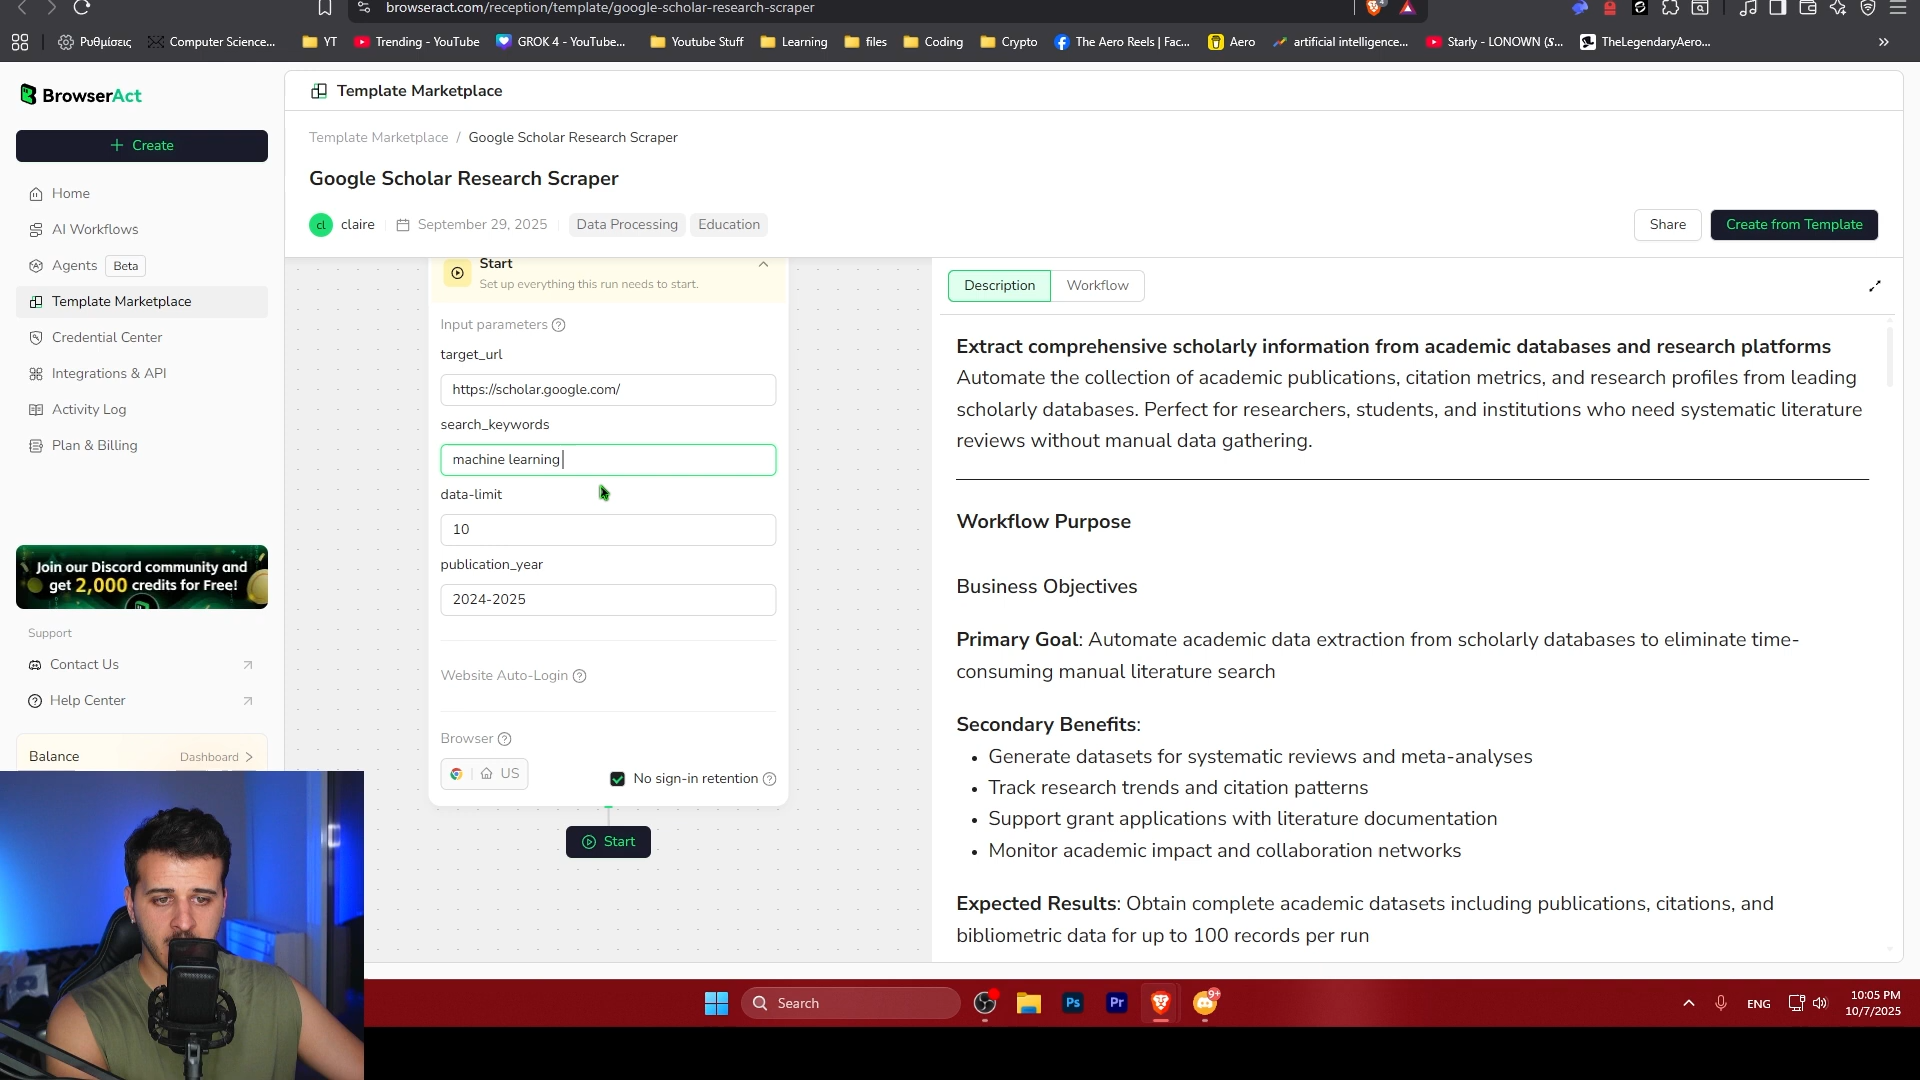 browseract.com/reception/template/google-scholar-research-scraper
Ρυθμίσεις
Computer Science...
YT
Trending - YouTube
GROK 4 - YouTube...
Youtube Stuff
Learning
files
Coding
Crypto
The Aero Reels | Fac...
Aero
artificial intelligence...
Starly - LONOWN (𝑺...
TheLegendaryAero...
BrowserAct
Template Marketplace
Create
Template Marketplace / Google Scholar Research Scraper
Google Scholar Research Scraper
cl claire September 29, 2025 Data Processing Education
Share
Create from Template
Home
AI Workflows
Agents Beta
Template Marketplace
Credential Center
Integrations & API
Activity Log
Plan & Billing
Join our Discord community and
get 2,000 credits for Free!
Support
Contact Us
Help Center
Balance
Dashboard
Start
Set up everything this run needs to start.
Input parameters
target_url
https://scholar.google.com/
search_keywords
machine learning
data-limit
10
publication_year
2024-2025
Website Auto-Login
Browser
US
No sign-in retention
Start
Description
Workflow
Extract comprehensive scholarly information from academic databases and research platforms
Automate the collection of academic publications, citation metrics, and research profiles from leading
scholarly databases. Perfect for researchers, students, and institutions who need systematic literature
reviews without manual data gathering.
Workflow Purpose
Business Objectives
Primary Goal: Automate academic data extraction from scholarly databases to eliminate time-
consuming manual literature search
Secondary Benefits:
• Generate datasets for systematic reviews and meta-analyses
• Track research trends and citation patterns
• Support grant applications with literature documentation
• Monitor academic impact and collaboration networks
Expected Results: Obtain complete academic datasets including publications, citations, and
bibliometric data for up to 100 records per run
Search
Ps
Pr
9+
ENG
10:05 PM
10/7/2025